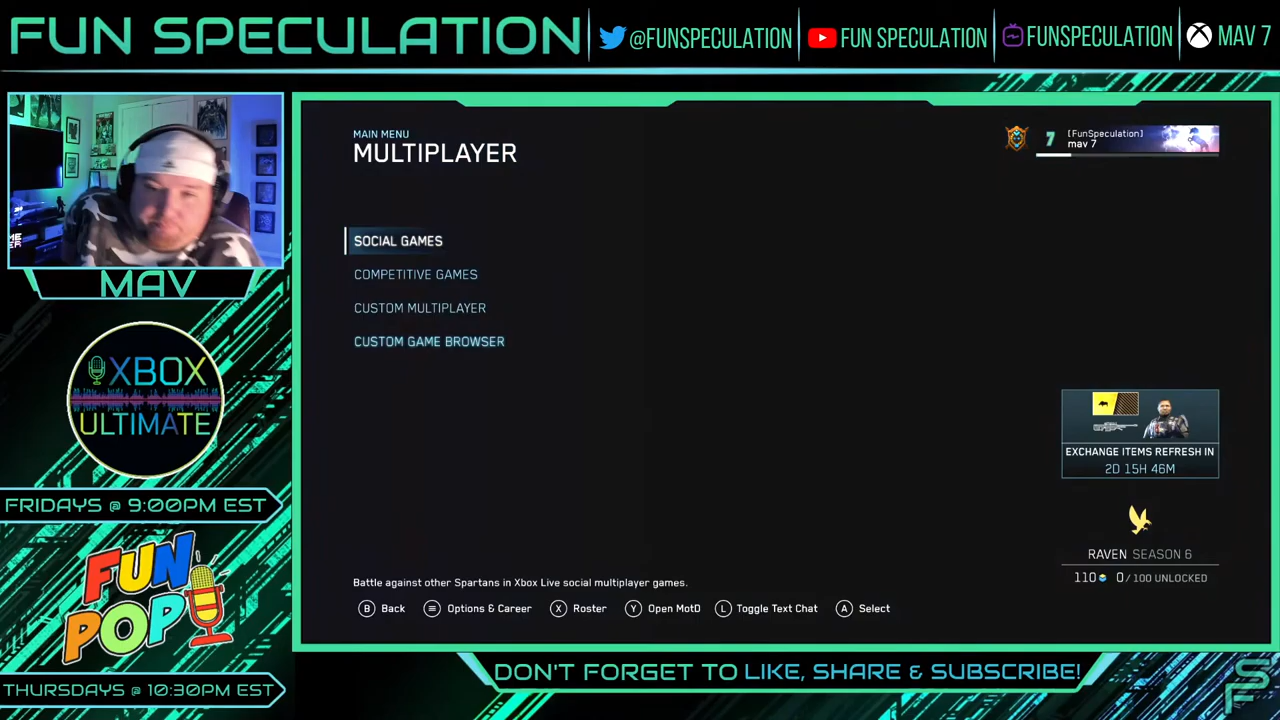 FUN SPECULATION
@FUNSPECULATION
FUN SPECULATION
FUNSPECULATION
MAV 7
MAV
XBOX
ULTIMATE
FRIDAYS @ 9:00PM EST
FUN
POP
THURSDAYS @ 10:30PM EST
MAIN MENU
MULTIPLAYER
7
[FunSpeculation]
mav 7
SOCIAL GAMES
COMPETITIVE GAMES
CUSTOM MULTIPLAYER
CUSTOM GAME BROWSER
EXCHANGE ITEMS REFRESH IN
2D 15H 46M
RAVEN SEASON 6
110 0/100 UNLOCKED
Battle against other Spartans in Xbox Live social multiplayer games.
B Back Options & Career X Roster Y Open MotD L Toggle Text Chat A Select
DON'T FORGET TO LIKE, SHARE & SUBSCRIBE!
SF